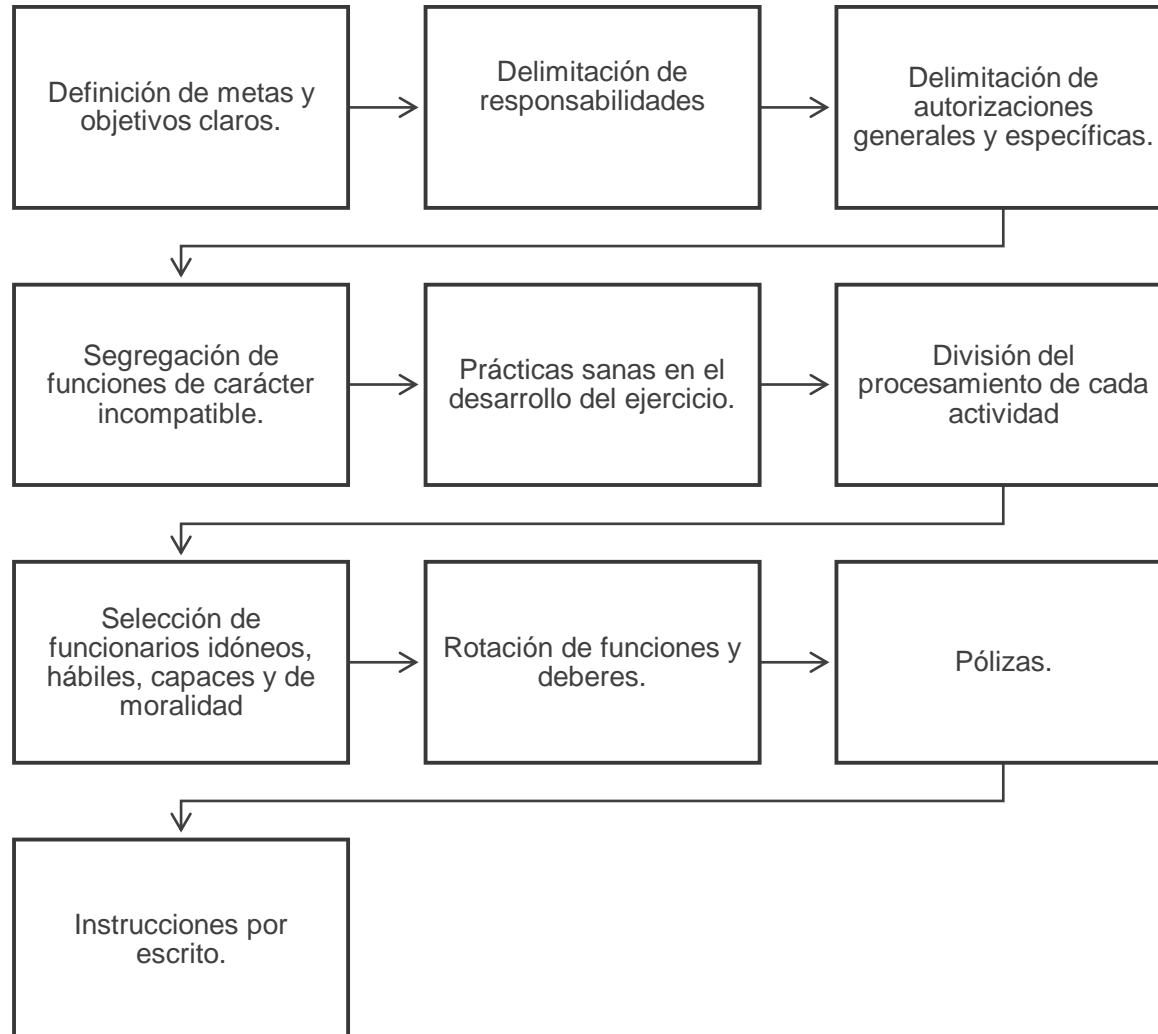 Definición de metas y
objetivos claros.
Delimitación de
responsabilidades
Delimitación de
autorizaciones
generales y específicas.
Segregación de
funciones de carácter
incompatible.
Prácticas sanas en el
desarrollo del ejercicio.
División del
procesamiento de cada
actividad
Selección de
funcionarios idóneos,
hábiles, capaces y de
moralidad
Rotación de funciones y
deberes.
Pólizas.
Instrucciones por
escrito.